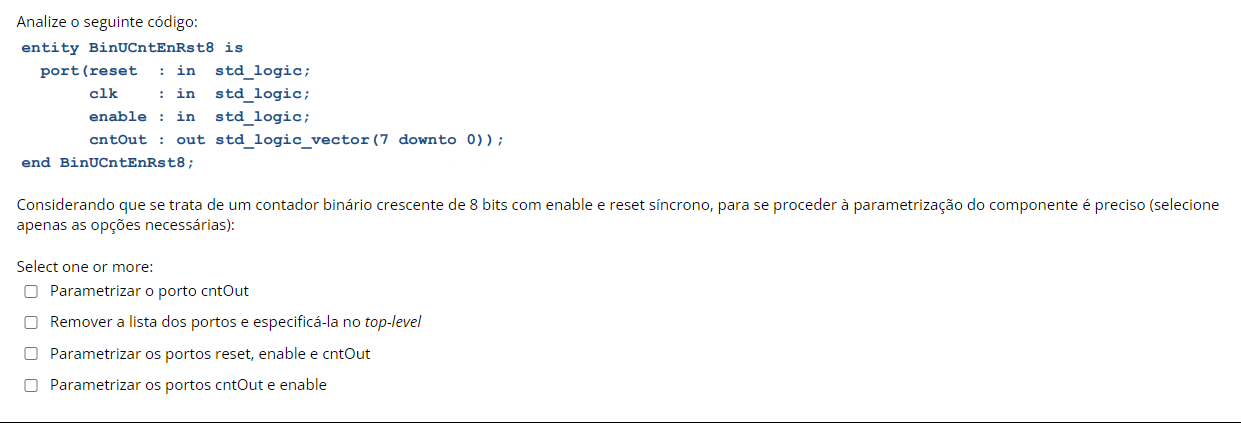 Analize o seguinte código:
entity BinUCntEnRst8 is
port(reset : in std_logic;
clk : in std_logic;
enable : in std_logic;
cntOut : out std_logic_vector(7 downto 0));
end BinUCntEnRst8;
Considerando que se trata de um contador binário crescente de 8 bits com enable e reset síncrono, para se proceder à parametrização do componente é preciso (selecione
apenas as opções necessárias):
Select one or more:
Parametrizar o porto cntOut
Remover a lista dos portos e especificá-la no top-level
Parametrizar os portos reset, enable e cntOut
Parametrizar os portos cntOut e enable